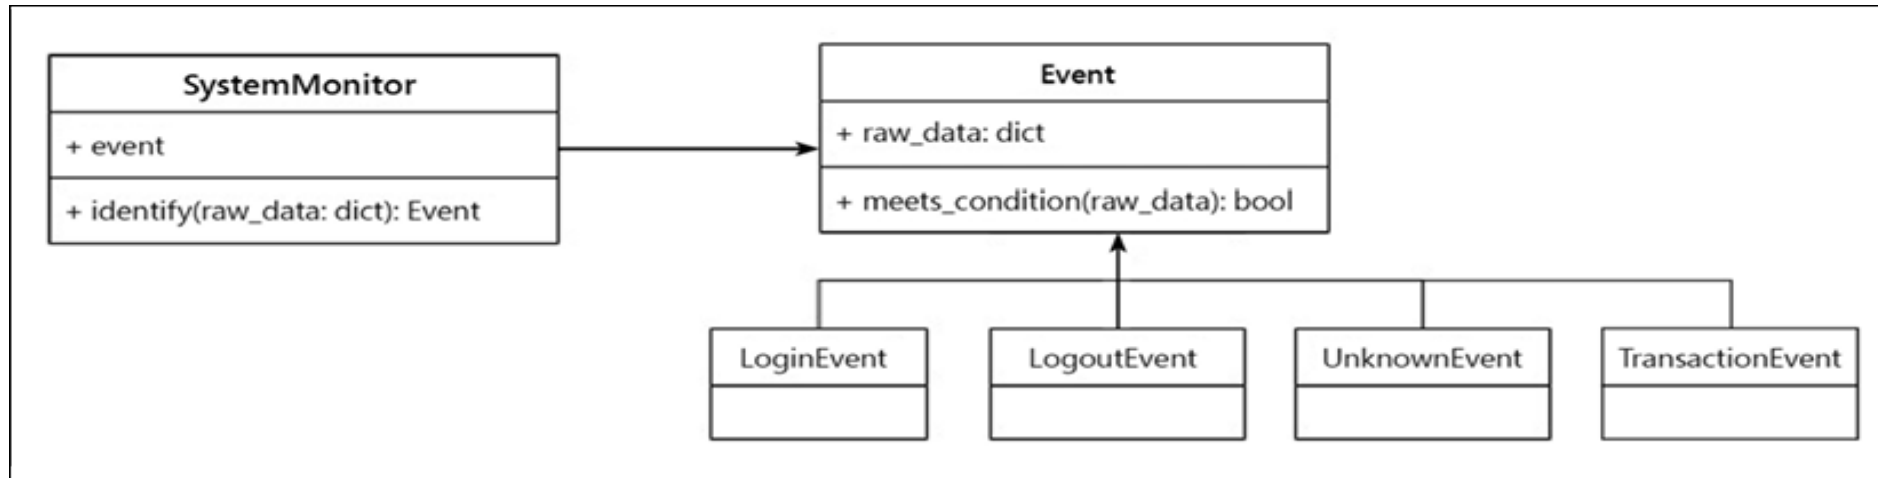 SystemMonitor
+ event
+ identify(raw_data: dict): Event
Event
+ raw_data: dict
+ meets_condition(raw_data): bool
LoginEvent
LogoutEvent
UnknownEvent
TransactionEvent